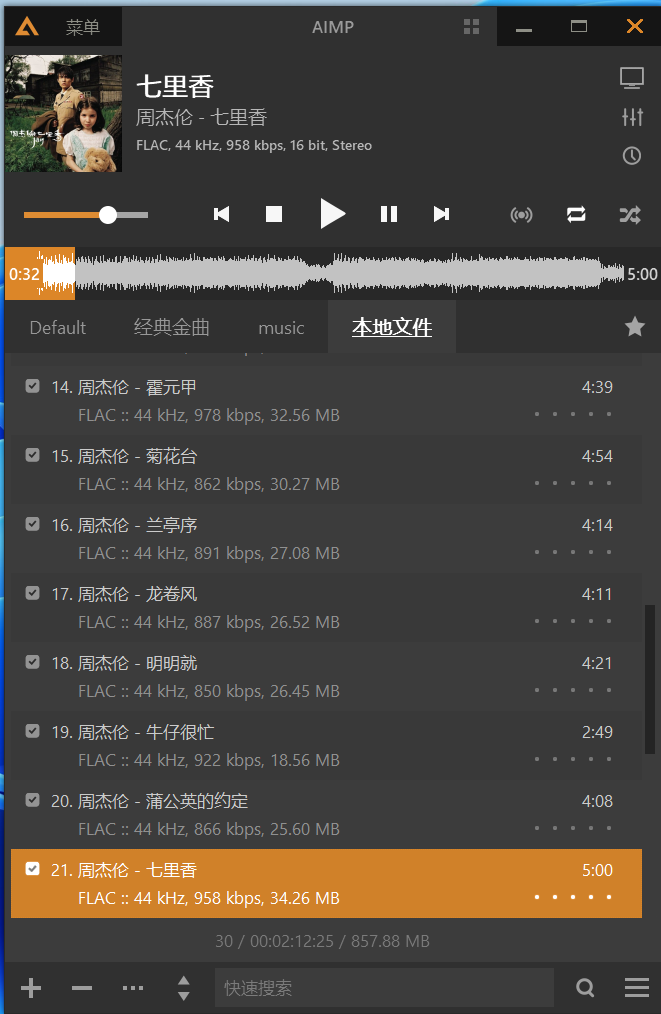 菜单
AIMP
七里香
周杰伦 - 七里香
FLAC, 44 kHz, 958 kbps, 16 bit, Stereo
0:32
5:00
Default 经典金曲 music 本地文件
14. 周杰伦 - 霍元甲 4:39
FLAC :: 44 kHz, 978 kbps, 32.56 MB
15. 周杰伦 - 菊花台 4:54
FLAC :: 44 kHz, 862 kbps, 30.27 MB
16. 周杰伦 - 兰亭序 4:14
FLAC :: 44 kHz, 891 kbps, 27.08 MB
17. 周杰伦 - 龙卷风 4:11
FLAC :: 44 kHz, 887 kbps, 26.52 MB
18. 周杰伦 - 明明就 4:21
FLAC :: 44 kHz, 850 kbps, 26.45 MB
19. 周杰伦 - 牛仔很忙 2:49
FLAC :: 44 kHz, 922 kbps, 18.56 MB
20. 周杰伦 - 蒲公英的约定 4:08
FLAC :: 44 kHz, 866 kbps, 25.60 MB
21. 周杰伦 - 七里香 5:00
FLAC :: 44 kHz, 958 kbps, 34.26 MB
30 / 00:02:12:25 / 857.88 MB
快速搜索